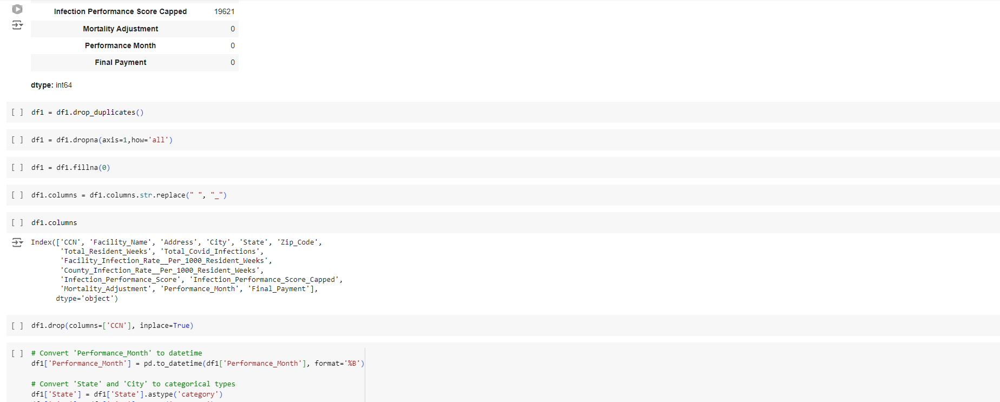 Infection Performance Score Capped 19621
Mortality Adjustment 0
Performance Month 0
Final Payment 0
dtype: int64
[ ] df1 = df1.drop_duplicates()
[ ] df1 = df1.dropna(axis=1,how='all')
[ ] df1 = df1.fillna(0)
[ ] df1.columns = df1.columns.str.replace(" ", "_")
[ ] df1.columns
Index(['CCN', 'Facility_Name', 'Address', 'City', 'State', 'Zip_Code',
'Total_Resident_Weeks', 'Total_Covid_Infections',
'Facility_Infection_Rate__Per_1000_Resident_Weeks',
'County_Infection_Rate__Per_1000_Resident_Weeks',
'Infection_Performance_Score', 'Infection_Performance_Score_Capped',
'Mortality_Adjustment', 'Performance_Month', 'Final_Payment'],
dtype='object')
[ ] df1.drop(columns=['CCN'], inplace=True)
[ ] # Convert 'Performance_Month' to datetime
df1['Performance_Month'] = pd.to_datetime(df1['Performance_Month'], format='%B')
# Convert 'State' and 'City' to categorical types
df1['State'] = df1['State'].astype('category')